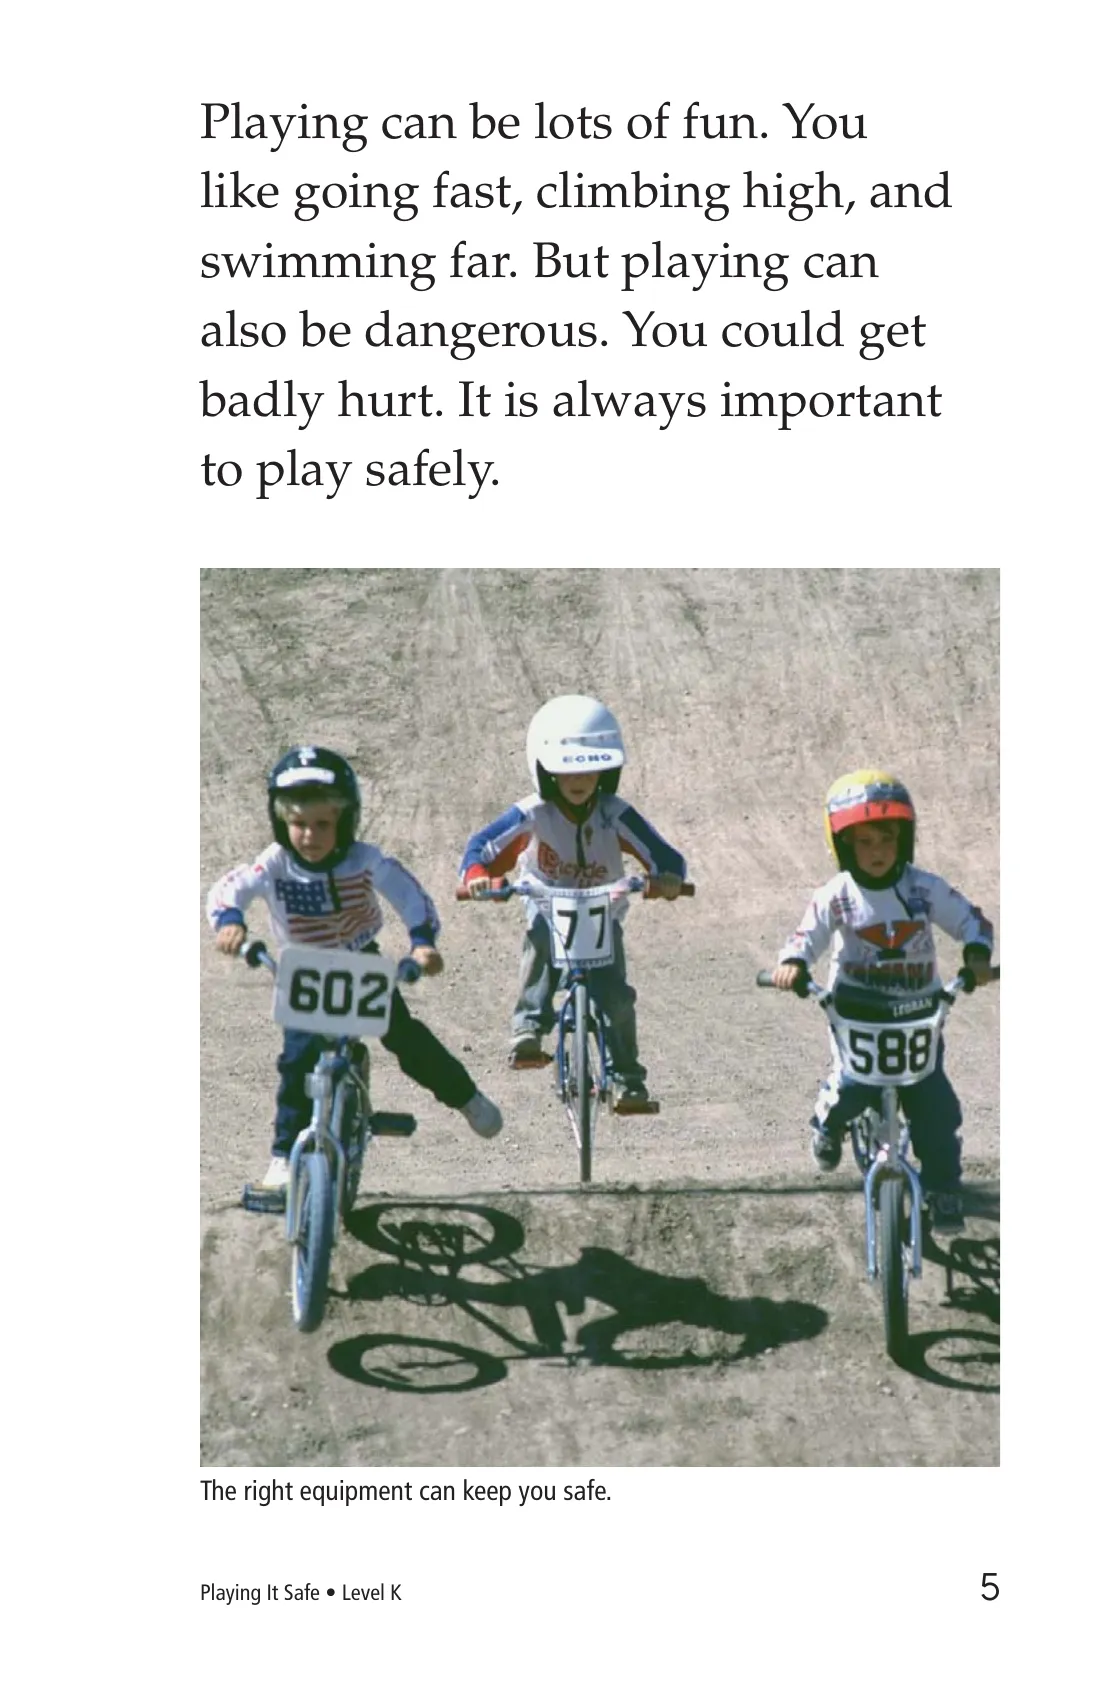 Playing can be lots of fun. You
like going fast, climbing high, and
swimming far. But playing can
also be dangerous. You could get
badly hurt. It is always important
to play safely.
ECHO
77
602
LEGRAN
588
The right equipment can keep you safe.
Playing It Safe • Level K
5